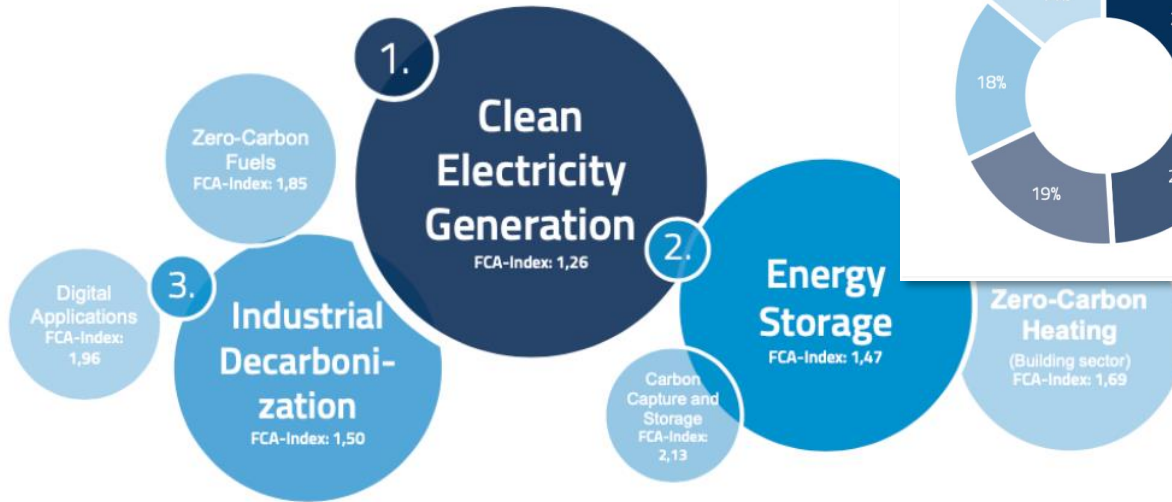 1.
Clean
Electricity
Generation
FCA-Index: 1,26
Zero-Carbon
Fuels
FCA-Index: 1,85
2.
Energy
Storage
FCA-Index: 1,47
3.
Industrial
Decarboni-
zation
FCA-Index: 1,50
Digital
Applications
FCA-Index:
1,96
Carbon
Capture and
Storage
FCA-Index:
2,13
Zero-Carbon
Heating
(Building sector)
FCA-Index: 1,69
18%
19%